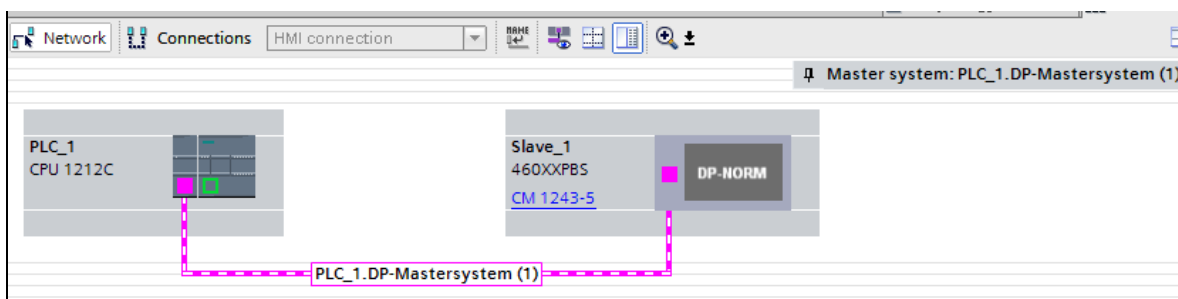 Network Connections HMI connection NAME
Master system: PLC_1.DP-Mastersystem (1)
PLC_1
CPU 1212C
Slave_1
460XXPBS
CM 1243-5
DP-NORM
PLC_1.DP-Mastersystem (1)